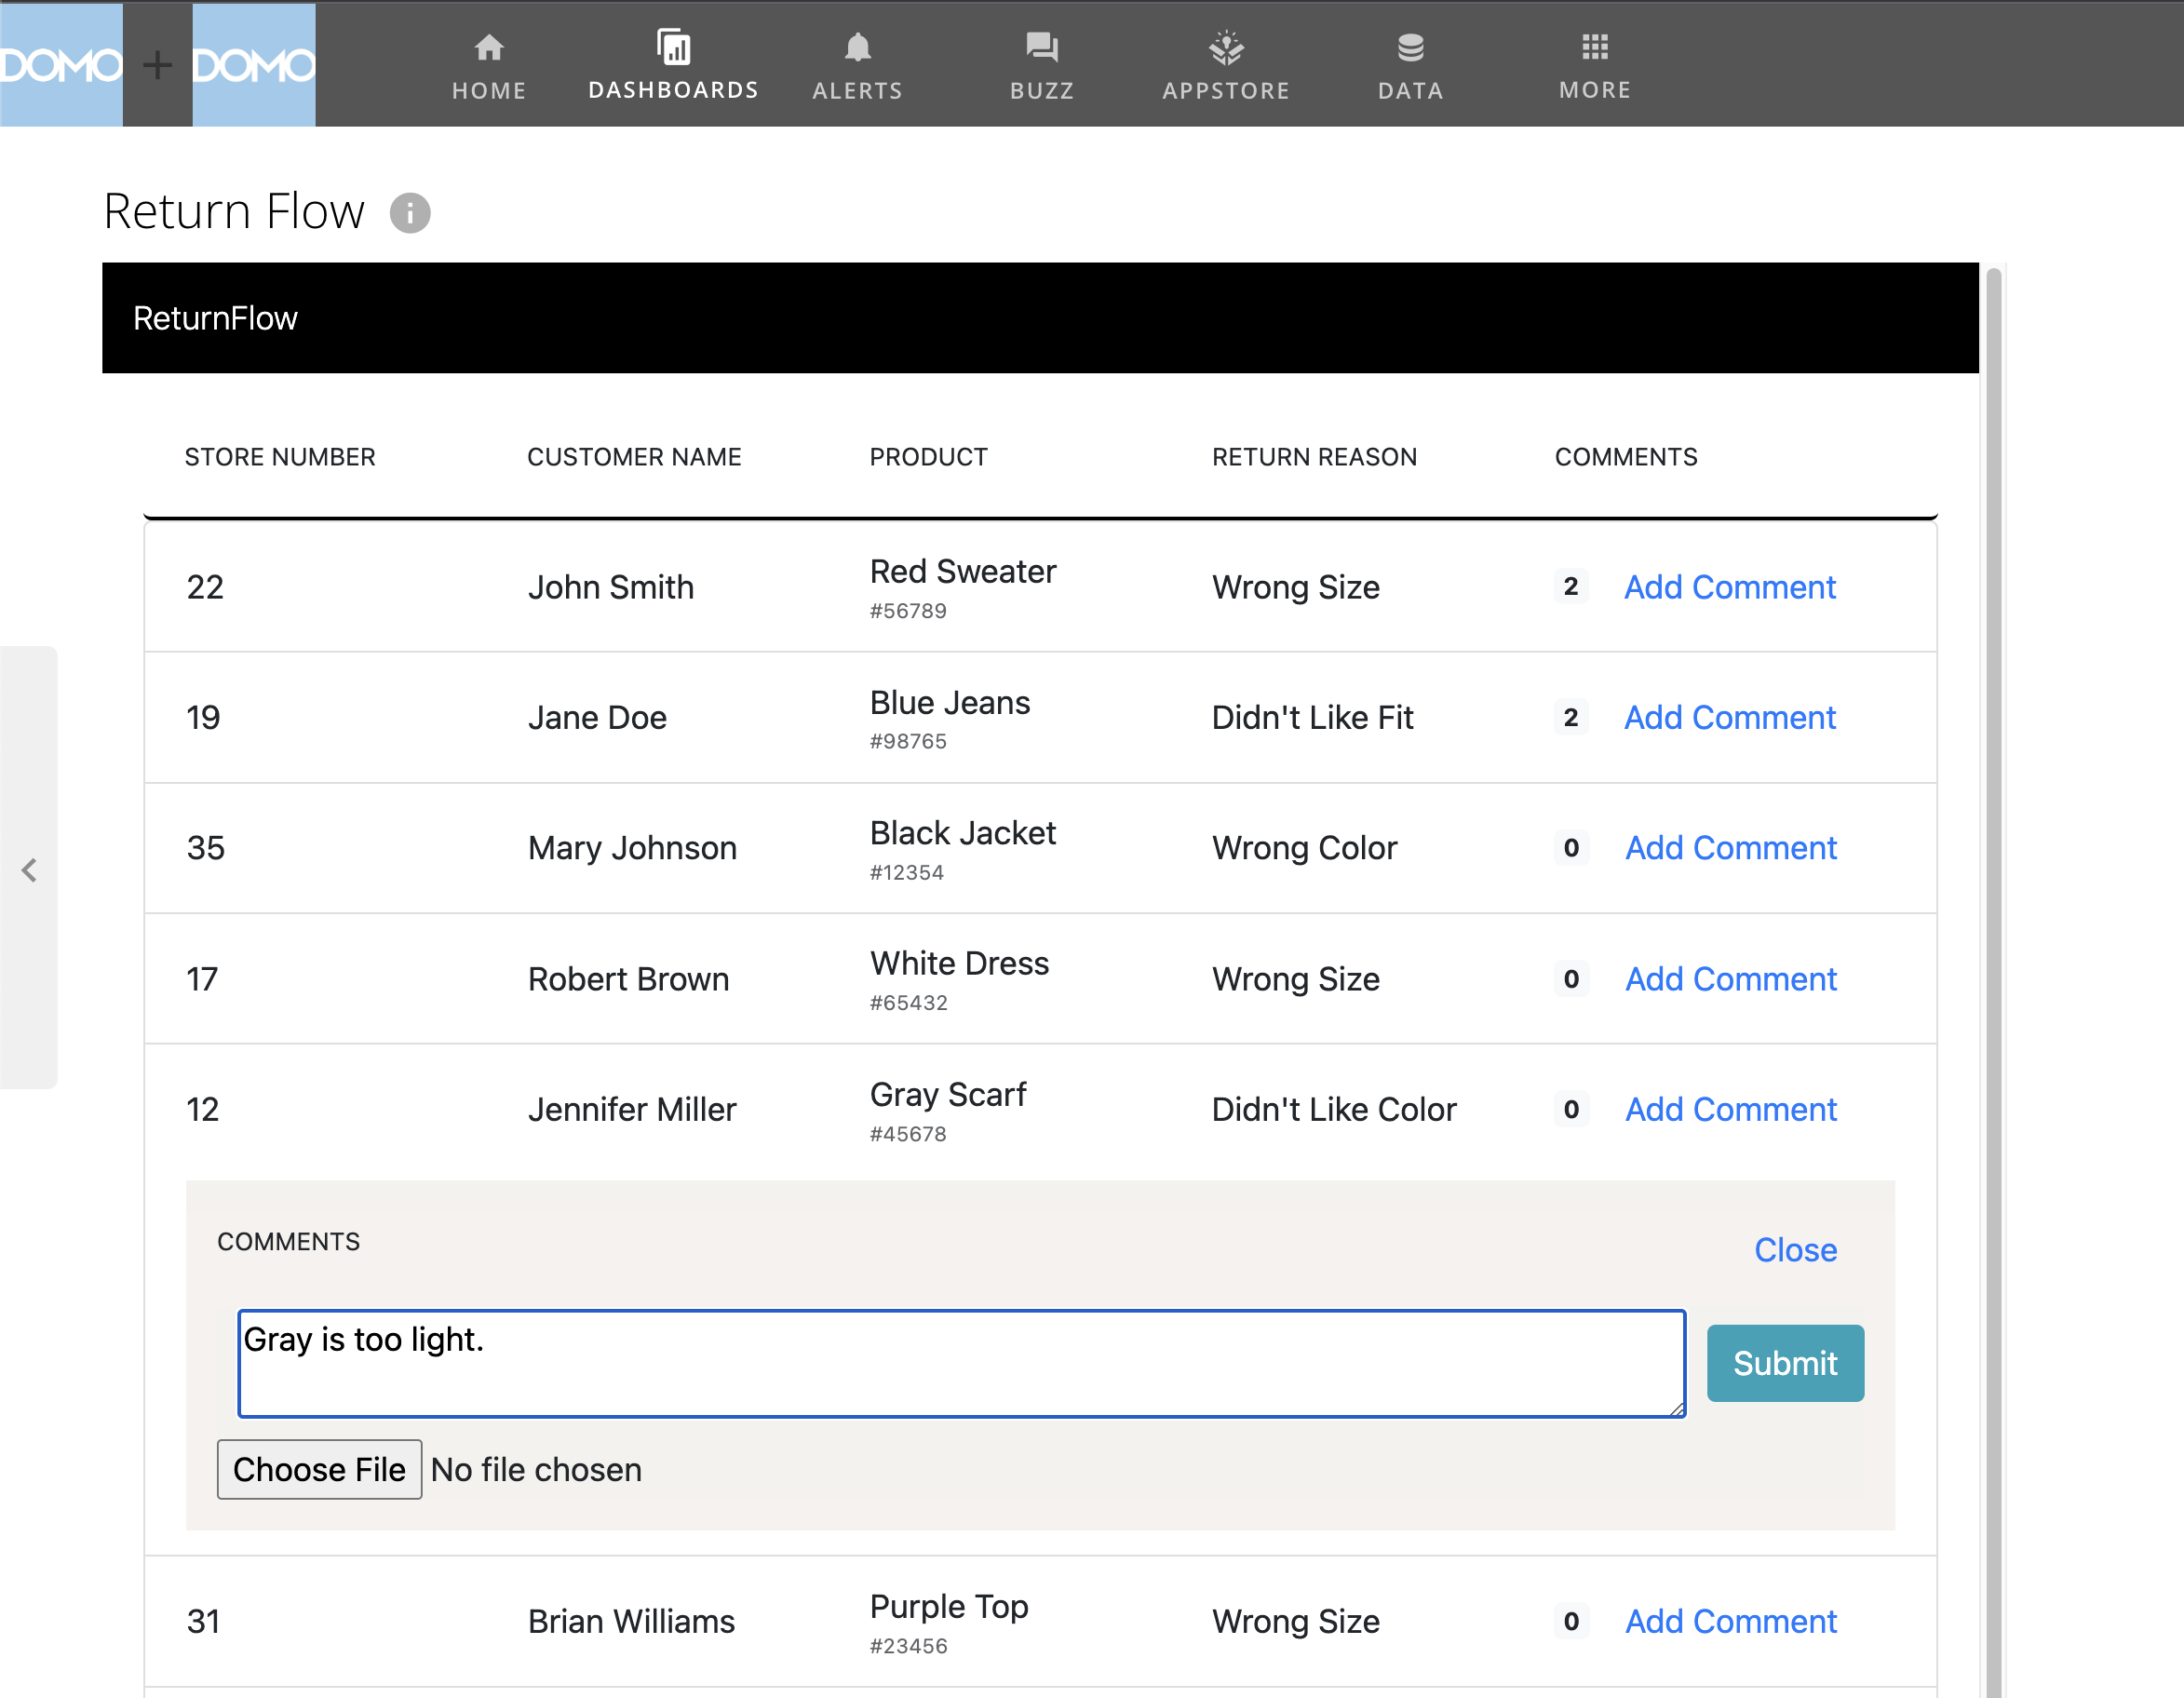 DOMO + DOMO
HOME DASHBOARDS ALERTS BUZZ APPSTORE DATA MORE
Return Flow i
ReturnFlow
STORE NUMBER CUSTOMER NAME PRODUCT RETURN REASON COMMENTS
22 John Smith Red Sweater Wrong Size 2 Add Comment
#56789
19 Jane Doe Blue Jeans Didn't Like Fit 2 Add Comment
#98765
35 Mary Johnson Black Jacket Wrong Color 0 Add Comment
#12354
17 Robert Brown White Dress Wrong Size 0 Add Comment
#65432
12 Jennifer Miller Gray Scarf Didn't Like Color 0 Add Comment
#45678
COMMENTS Close
Gray is too light.
Submit
Choose File No file chosen
31 Brian Williams Purple Top Wrong Size 0 Add Comment
#23456